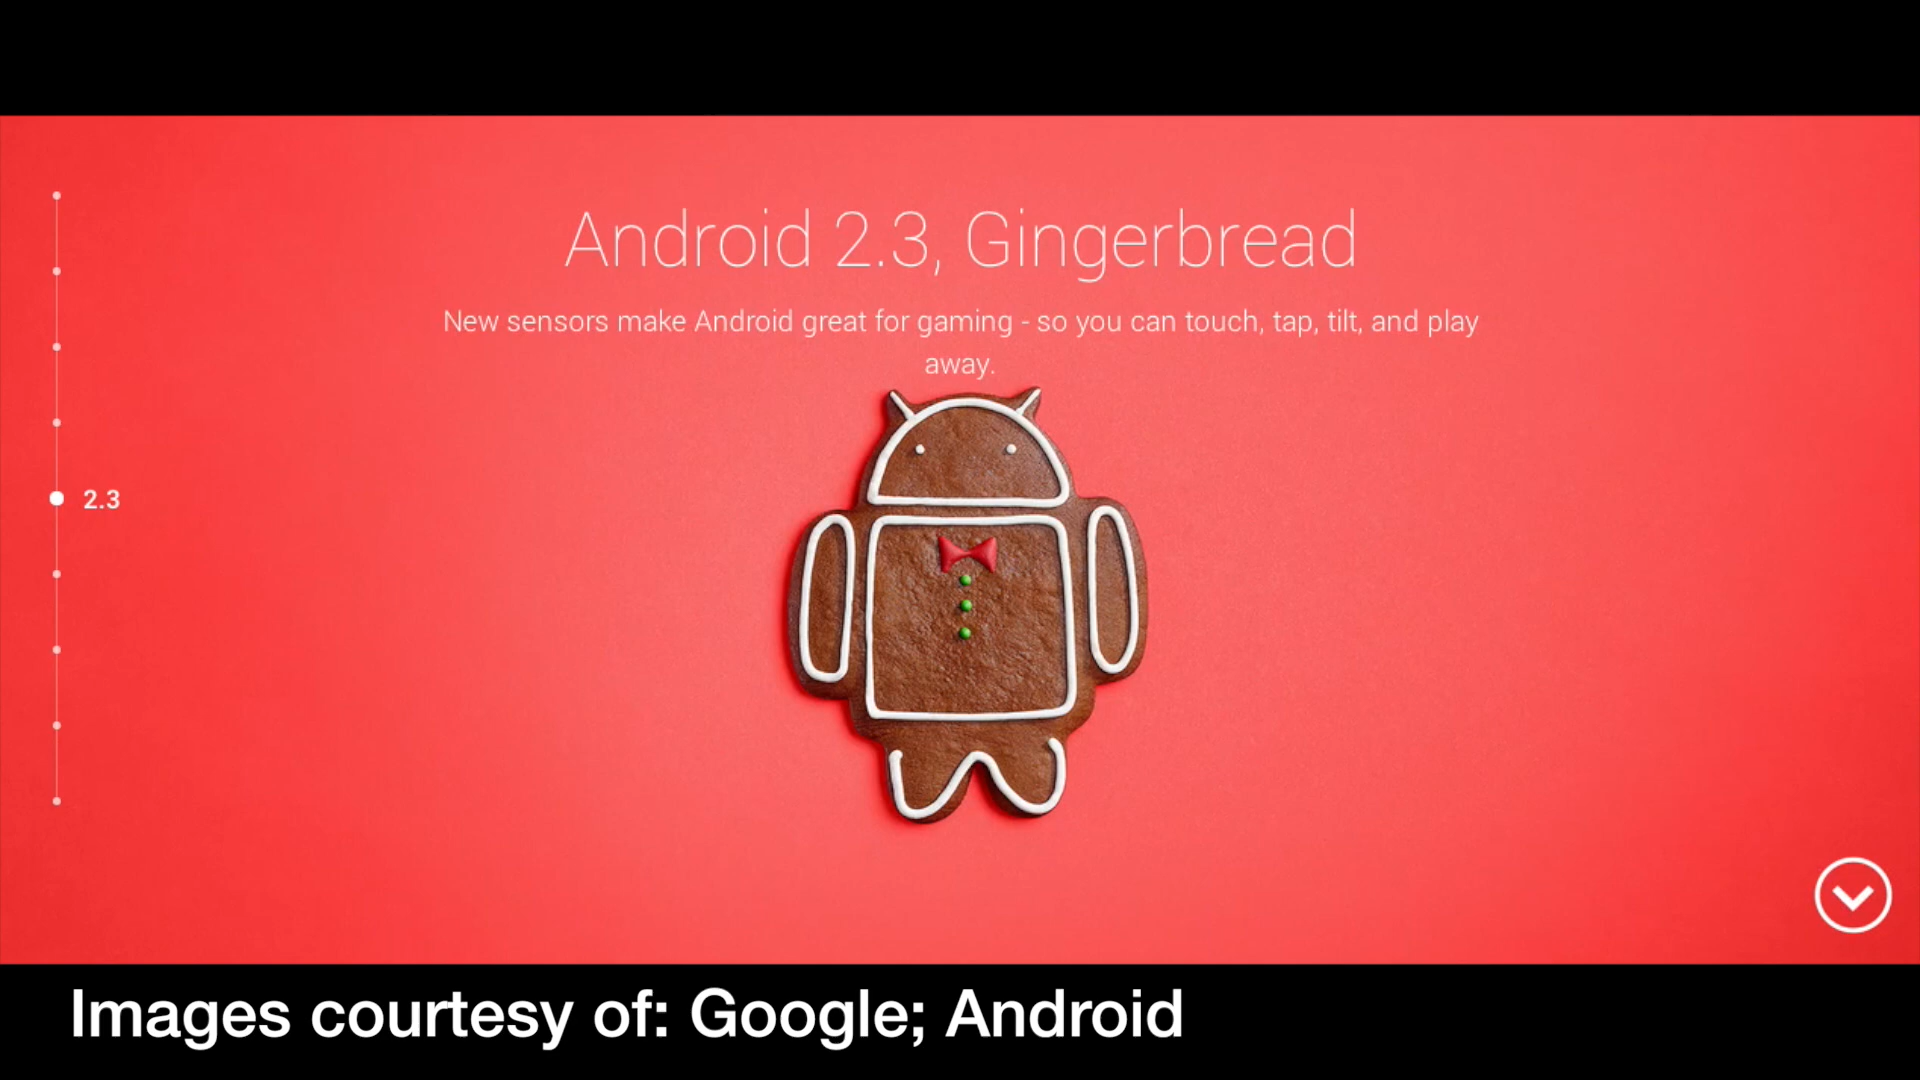 Android 2.3, Gingerbread
New sensors make Android great for gaming - so you can touch, tap, tilt, and play
away.
2.3
Images courtesy of: Google; Android